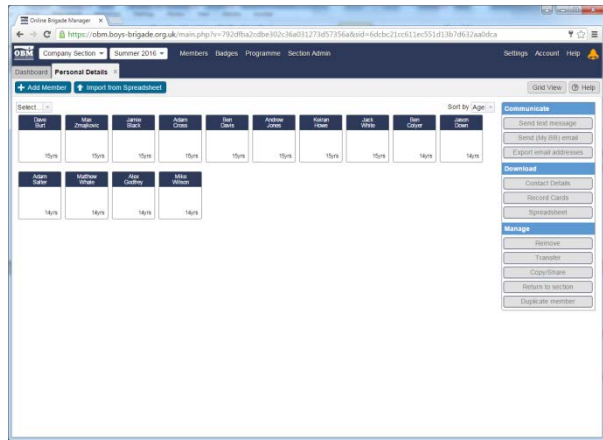 Online Brigade Manager
https://obm.boys-brigade.org.uk/main.php?v=792dfba2cdbe302c36a031273d57356a&sid=6dcbc21cc611ec551d13b7d632aa0dca
OBM Company Section Summer 2016 Members Badges Programme Section Admin Settings Account Help
Dashboard Personal Details
Add Member Import from Spreadsheet Grid View Help
Select... Sort by Age
Dave Burt 15yrs
Max Zmajkovic 15yrs
Jamie Black 15yrs
Adam Cross 15yrs
Ben Davis 15yrs
Andrew Jones 15yrs
Keiran Howe 15yrs
Jack White 15yrs
Ben Colyer 14yrs
Jason Down 14yrs
Adam Salter 14yrs
Matthew Whale 14yrs
Alex Godfrey 14yrs
Mike Wilson 14yrs
Communicate
Send text message
Send (My.BB) email
Export email addresses
Download
Contact Details
Record Cards
Spreadsheet
Manage
Remove
Transfer
Copy/Share
Return to section
Duplicate member